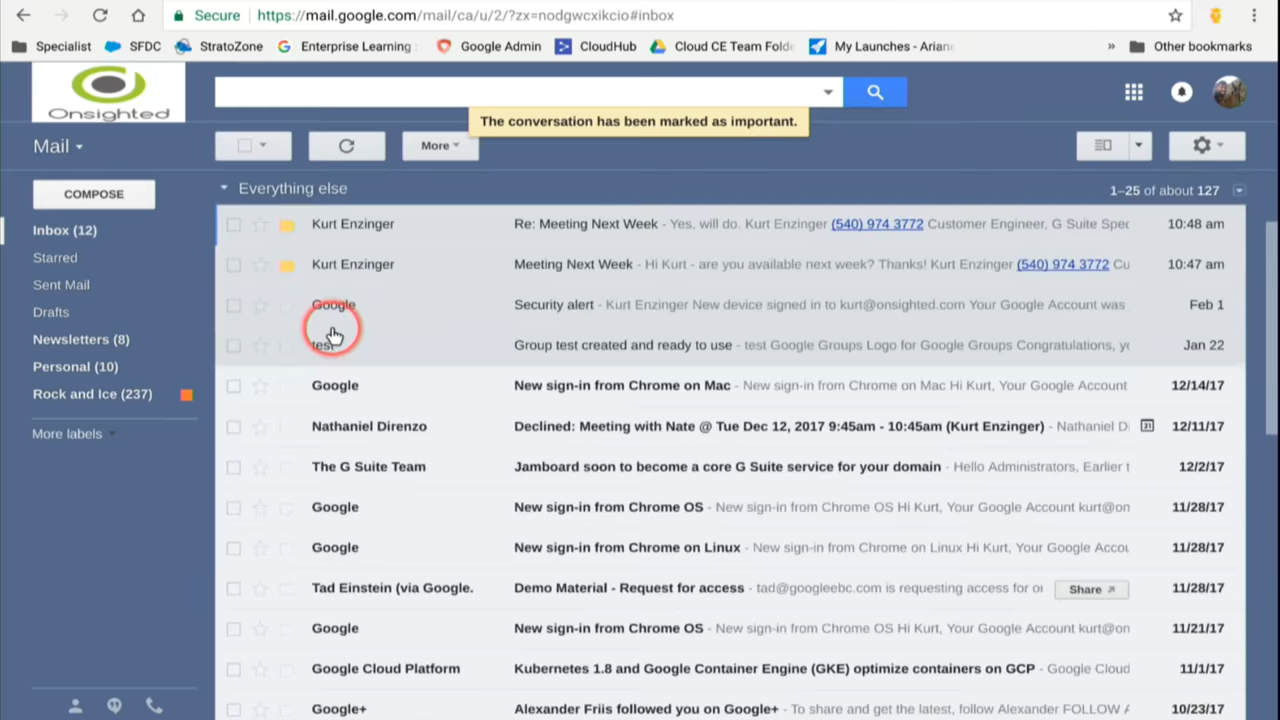 Secure https://mail.google.com/mail/ca/u/2/?zx=nodgwcxikcio#inbox
Specialist SFDC StratoZone Enterprise Learning : Google Admin CloudHub Cloud CE Team Folde My Launches - Ariane » Other bookmarks
Onsighted
The conversation has been marked as important.
Mail More
COMPOSE Everything else 1–25 of about 127
Inbox (12) Kurt Enzinger Re: Meeting Next Week - Yes, will do. Kurt Enzinger (540) 974 3772 Customer Engineer, G Suite Spec 10:48 am
Starred Kurt Enzinger Meeting Next Week - Hi Kurt - are you available next week? Thanks! Kurt Enzinger (540) 974 3772 Cu 10:47 am
Sent Mail Google Security alert - Kurt Enzinger New device signed in to kurt@onsighted.com Your Google Account was Feb 1
Drafts
Newsletters (8) test Group test created and ready to use - test Google Groups Logo for Google Groups Congratulations, yo Jan 22
Personal (10) Google New sign-in from Chrome on Mac - New sign-in from Chrome on Mac Hi Kurt, Your Google Account 12/14/17
Rock and Ice (237)
More labels Nathaniel Direnzo Declined: Meeting with Nate @ Tue Dec 12, 2017 9:45am - 10:45am (Kurt Enzinger) - Nathaniel Di 31 12/11/17
The G Suite Team Jamboard soon to become a core G Suite service for your domain - Hello Administrators, Earlier t 12/2/17
Google New sign-in from Chrome OS - New sign-in from Chrome OS Hi Kurt, Your Google Account kurt@on 11/28/17
Google New sign-in from Chrome on Linux - New sign-in from Chrome on Linux Hi Kurt, Your Google Accou 11/28/17
Tad Einstein (via Google. Demo Material - Request for access - tad@googleebc.com is requesting access for or Share 11/28/17
Google New sign-in from Chrome OS - New sign-in from Chrome OS Hi Kurt, Your Google Account kurt@on 11/21/17
Google Cloud Platform Kubernetes 1.8 and Google Container Engine (GKE) optimize containers on GCP - Google Cloud 11/1/17
Google+ Alexander Friis followed you on Google+ - To share and get the latest, follow Alexander FOLLOW A 10/23/17